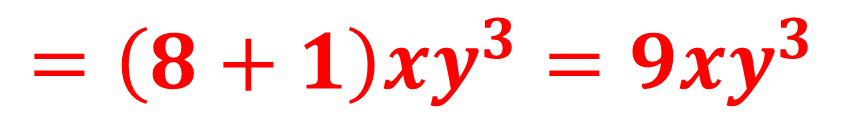 = (8 + 1)xy³ = 9xy³